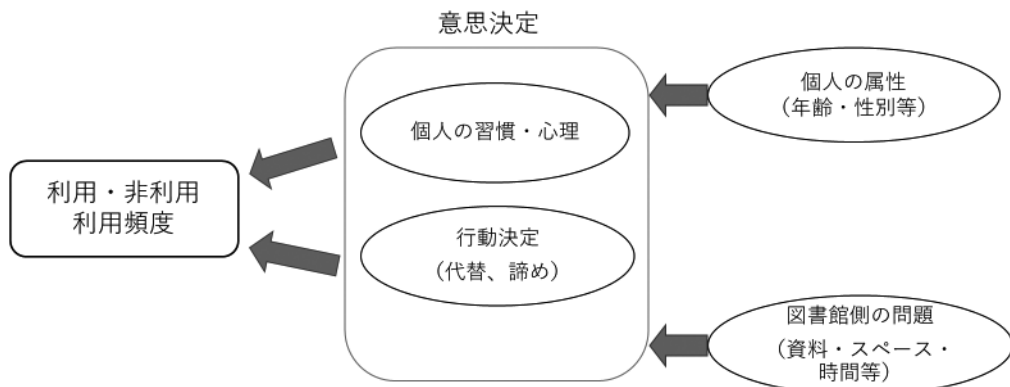 意思決定
個人の習慣・心理
行動決定
（代替、諦め）
利用・非利用
利用頻度
個人の属性
（年齢・性別等）
図書館側の問題
（資料・スペース・
時間等）